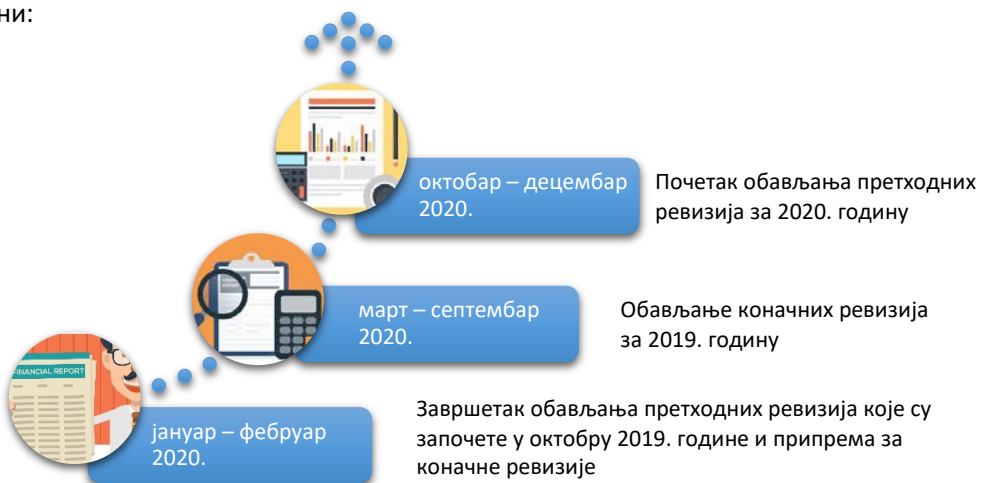 ни:
октобар – децембар
2020.
Почетак обављања претходних
ревизија за 2020. годину
март – септембар
2020.
Обављање коначних ревизија
за 2019. годину
FINANCIAL REPORT
јануар – фебруар
2020.
Завршетак обављања претходних ревизија које су
започете у октобру 2019. године и припрема за
коначне ревизије